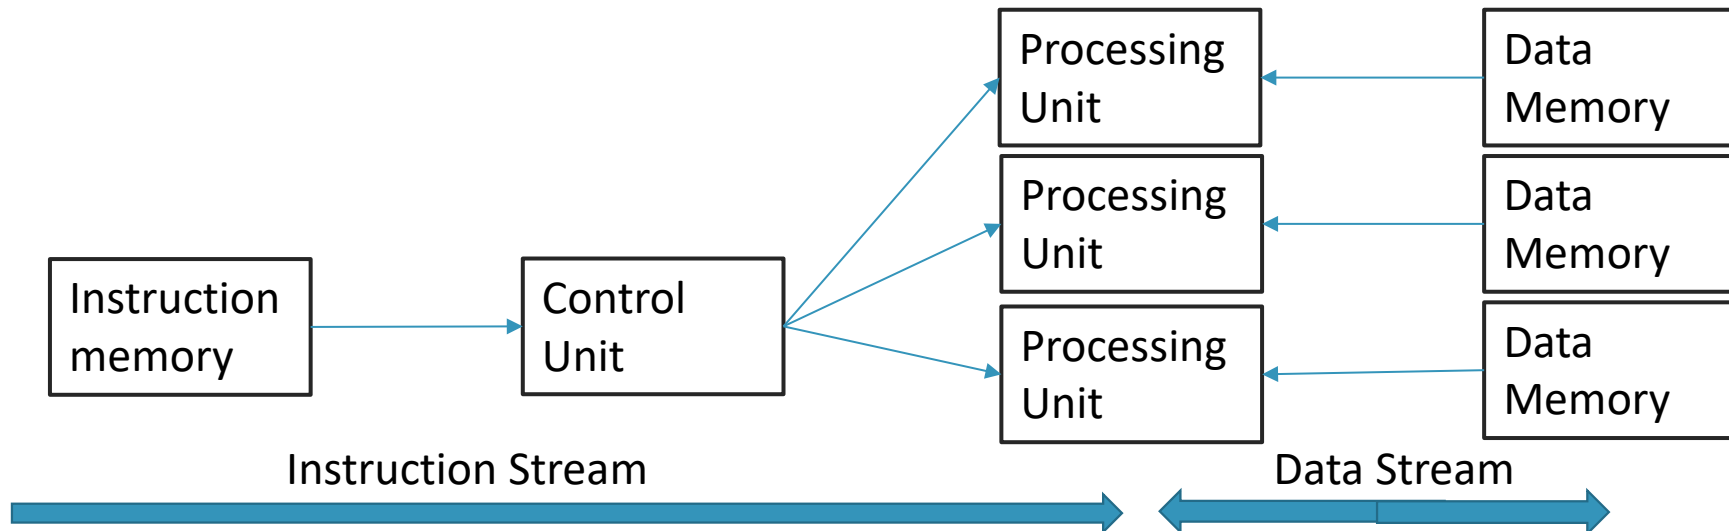 Processing
Unit
Data
Memory
Processing
Unit
Data
Memory
Instruction
memory
Control
Unit
Processing
Unit
Data
Memory
Instruction Stream
Data Stream